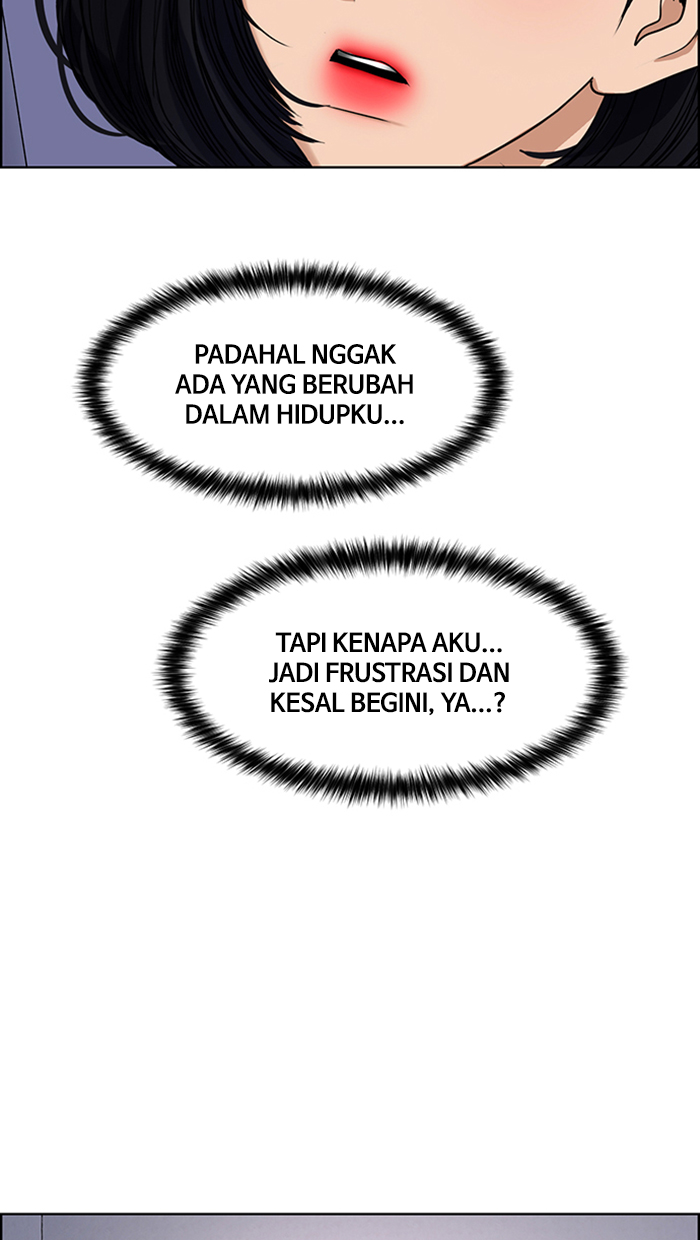 PADAHAL NGGAK
ADA YANG BERUBAH
DALAM HIDUPKU...
TAPI KENAPA AKU...
JADI FRUSTRASI DAN
KESAL BEGINI, YA...?